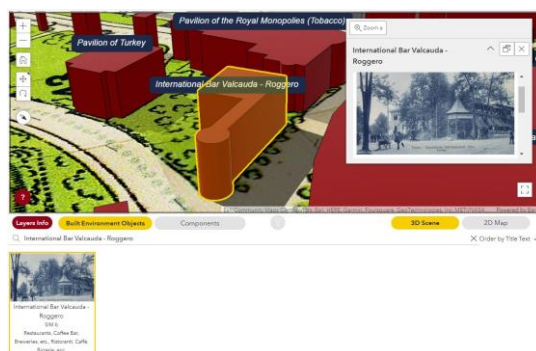 Pavilion of the Royal Monopolies (Tobacco)
Pavilion of Turkey
International Bar Valcauda - Roggero
Zoom a
International Bar Valcauda -
Roggero
?
Layers Info
Built Environment Objects
Components
3D Scene
2D Map
International Bar Valcauda - Roggero
Order by Title Text
International Bar Valcauda -
Roggero
Restaurants, Coffee Bar,
Breweries, etc., Ristoranti, Caffè,